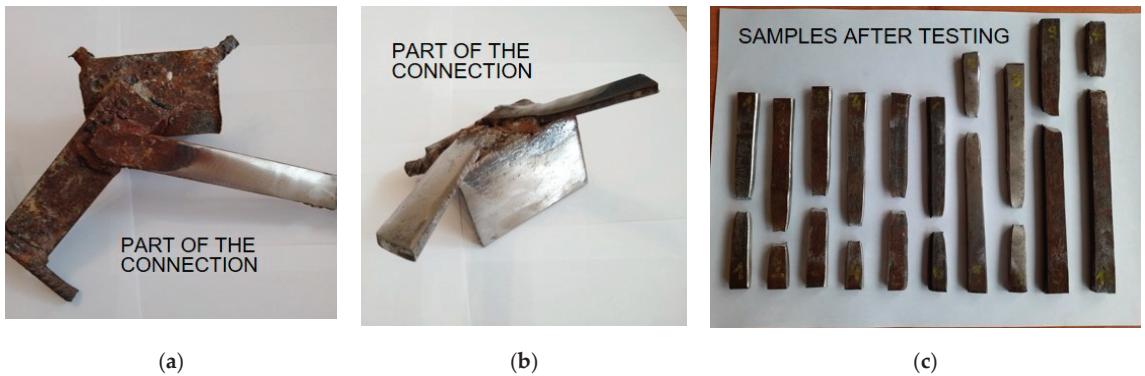 PART OF THE
CONNECTION
PART OF THE
CONNECTION
SAMPLES AFTER TESTING
(a)
(b)
(c)